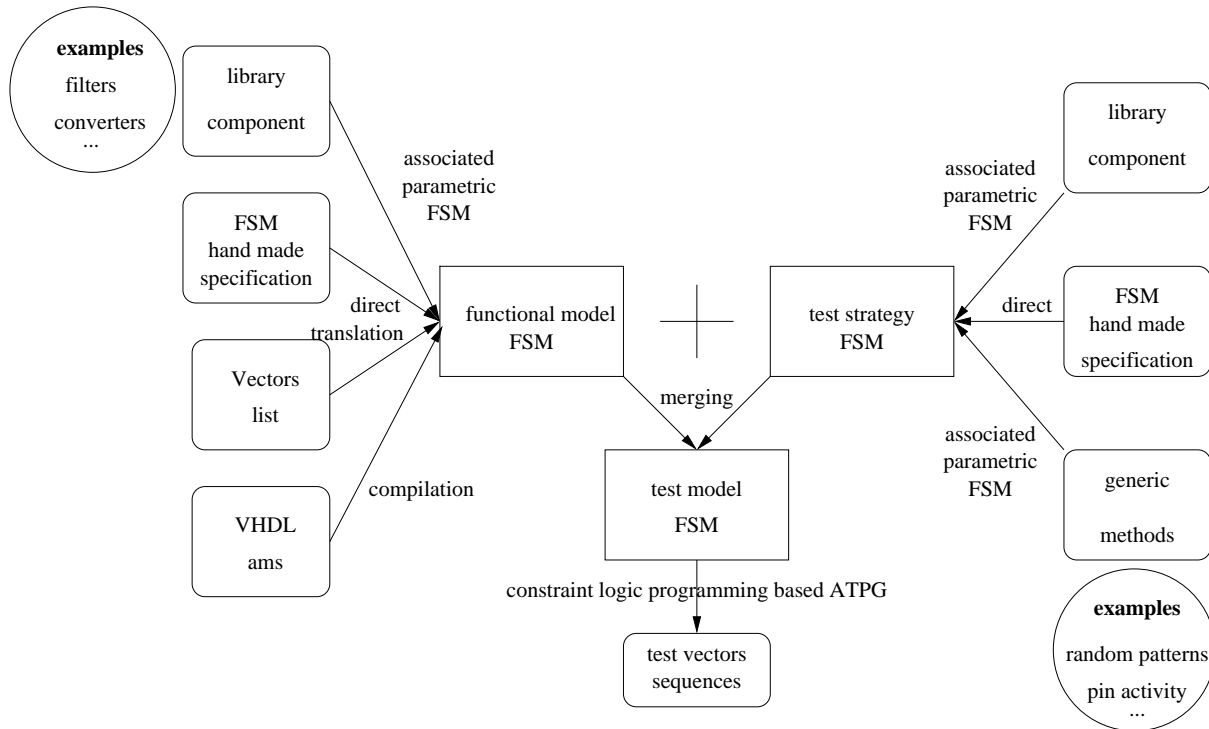 examples
filters
converters
...
library
component
associated
parametric
FSM
FSM
hand made
specification
direct
translation
Vectors
list
VHDL
ams
compilation
functional model
FSM
test strategy
FSM
merging
test model
FSM
constraint logic programming based ATPG
test vectors
sequences
library
component
associated
parametric
FSM
direct
FSM
hand made
specification
associated
parametric
FSM
generic
methods
examples
random patterns
pin activity
...